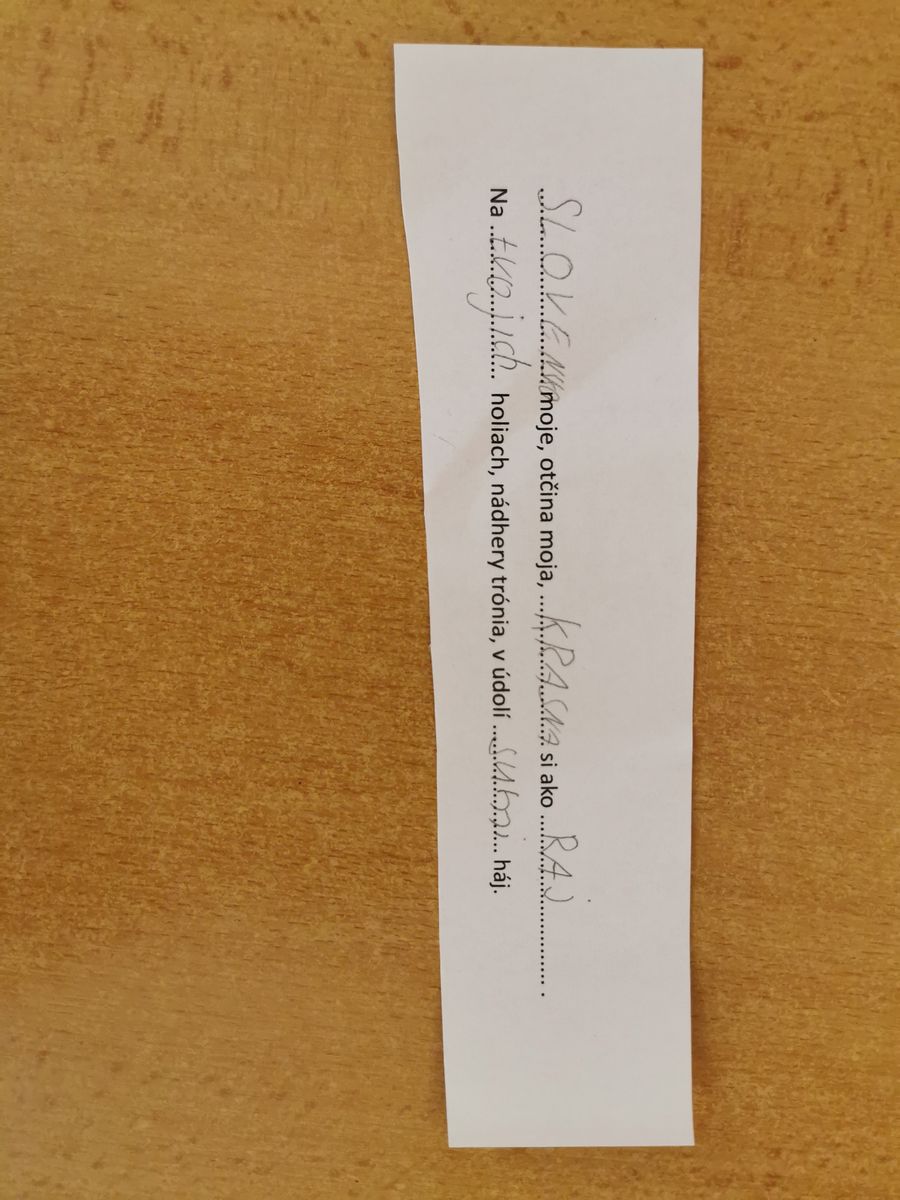 SLOVENSKO moje, otčina moja, KRASNA si ako RAJ.
Na tvojich holiach, nádhery trónia, v údolí háj.